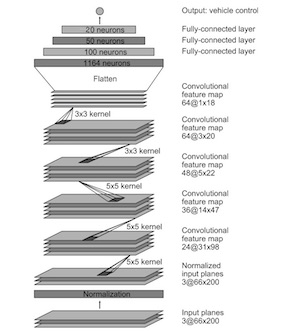 Output: vehicle control
20 neurons
Fully-connected layer
50 neurons
Fully-connected layer
100 neurons
Fully-connected layer
1164 neurons
Flatten
Convolutional
feature map
64@1x18
3x3 kernel
Convolutional
feature map
64@3x20
3x3 kernel
Convolutional
feature map
48@5x22
5x5 kernel
Convolutional
feature map
36@14x47
5x5 kernel
Convolutional
feature map
24@31x98
5x5 kernel
Normalized
input planes
3@66x200
Normalization
Input planes
3@66x200